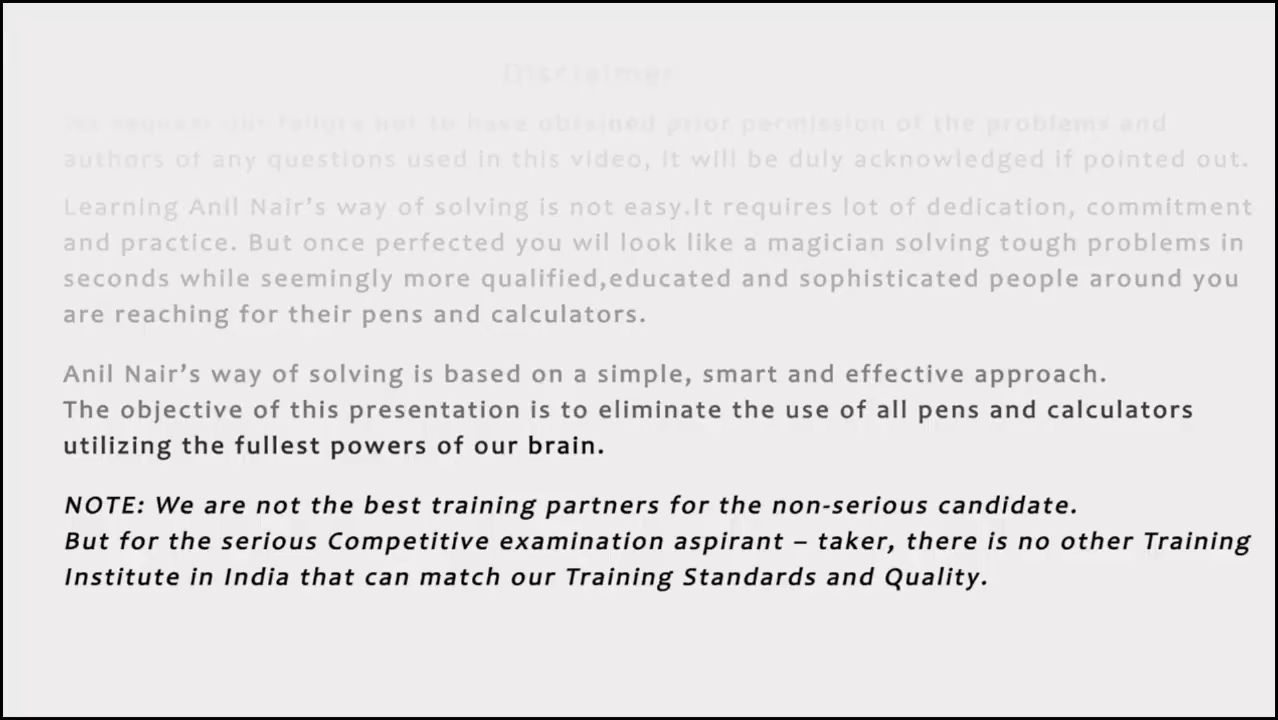 Disclaimer
We request our failure not to have obtained prior permission of the problems and
authors of any questions used in this video, it will be duly acknowledged if pointed out.
Learning Anil Nair's way of solving is not easy.It requires lot of dedication, commitment
and practice. But once perfected you wil look like a magician solving tough problems in
seconds while seemingly more qualified,educated and sophisticated people around you
are reaching for their pens and calculators.
Anil Nair's way of solving is based on a simple, smart and effective approach.
The objective of this presentation is to eliminate the use of all pens and calculators
utilizing the fullest powers of our brain.
NOTE: We are not the best training partners for the non-serious candidate.
But for the serious Competitive examination aspirant – taker, there is no other Training
Institute in India that can match our Training Standards and Quality.